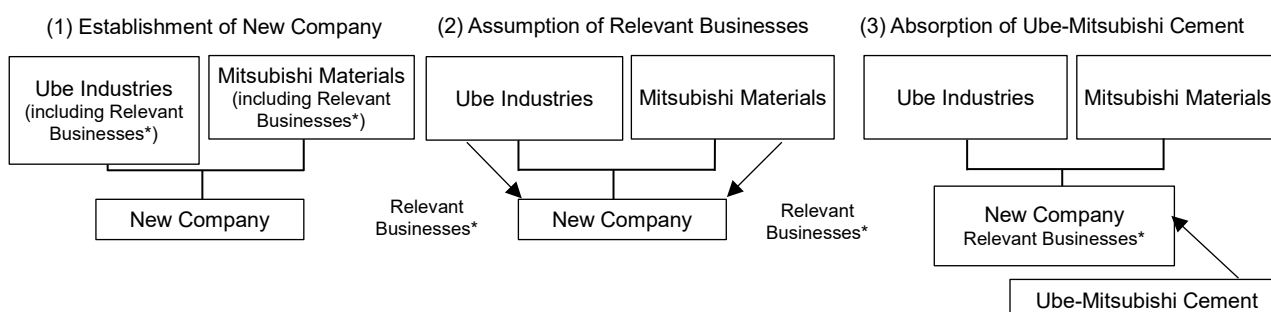 (1) Establishment of New Company
Ube Industries
(including Relevant
Businesses*)
Mitsubishi Materials
(including Relevant
Businesses*)
New Company
(2) Assumption of Relevant Businesses
Ube Industries
Mitsubishi Materials
Relevant
Businesses*
New Company
Relevant
Businesses*
(3) Absorption of Ube-Mitsubishi Cement
Ube Industries
Mitsubishi Materials
New Company
Relevant Businesses*
Ube-Mitsubishi Cement